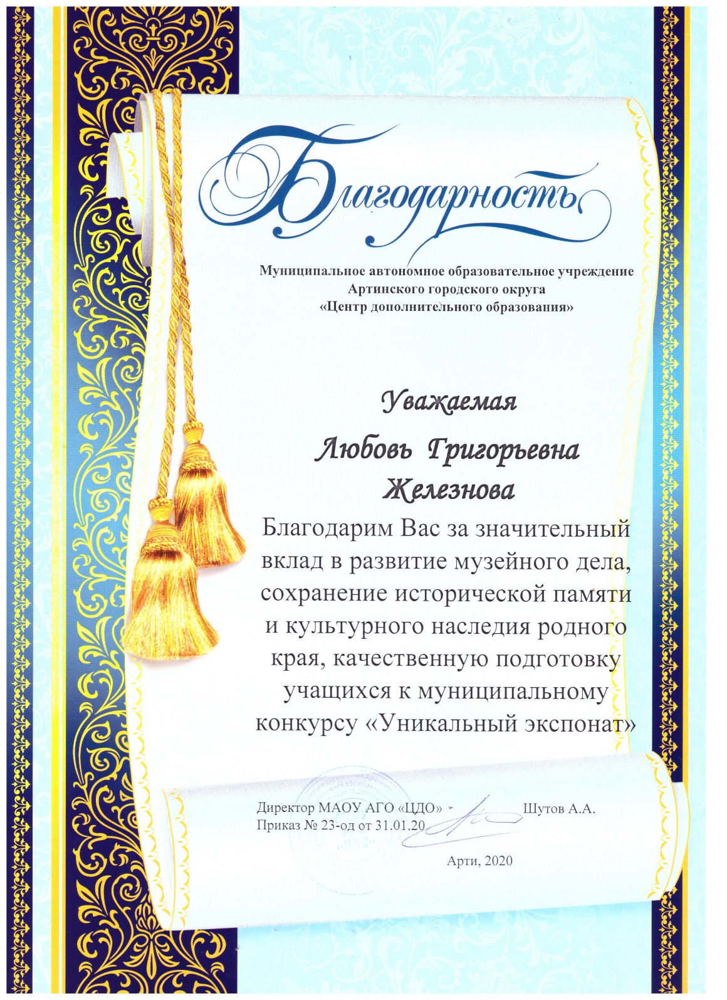 Благодарность
Муниципальное автономное образовательное учреждение
Артинского городского округа
«Центр дополнительного образования»
Уважаемая
Любовь Григорьевна
Железнова
Благодарим Вас за значительный
вклад в развитие музейного дела,
сохранение исторической памяти
и культурного наследия родного
края, качественную подготовку
учащихся к муниципальному
конкурсу «Уникальный экспонат»
Директор МАОУ АГО «ЦДО» Шутов А.А.
Приказ № 23-од от 31.01.20
Арти, 2020